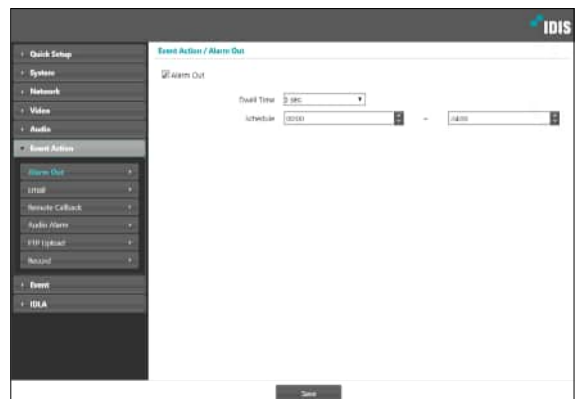 IDIS
Quick Setup
Event Action / Alarm Out
System
Alarm Out
Network
Dwell Time 3 sec
Video
Schedule 00:00 ~ 24:00
Audio
Event Action
Alarm Out
Email
Remote Callback
Audio Alarm
FTP Upload
Record
Event
IDLA
Save